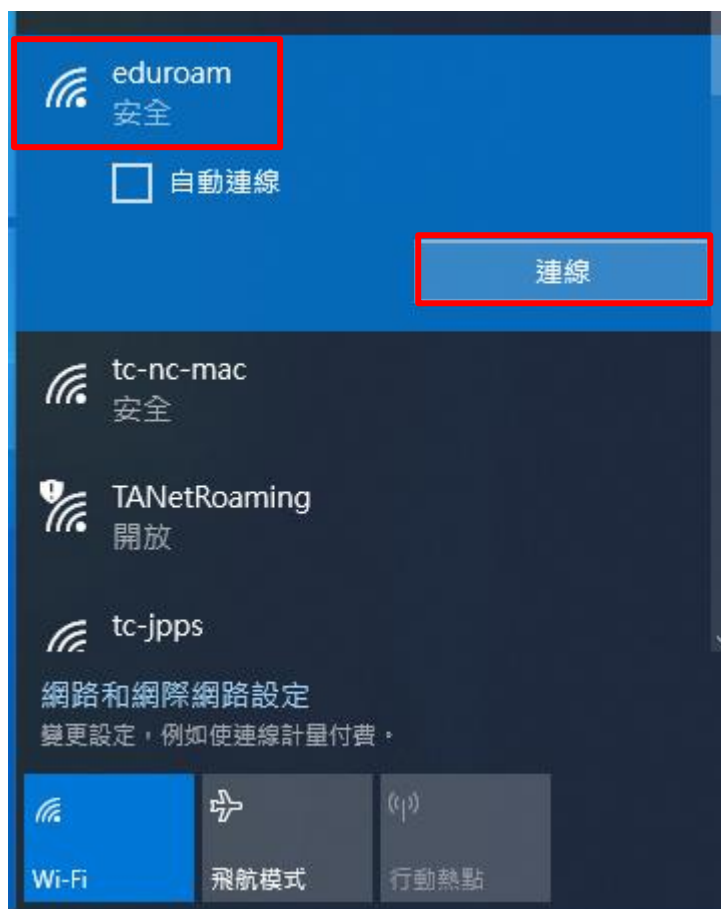 eduroam
安全
自動連線
連線
tc-nc-mac
安全
TANetRoaming
開放
tc-jpps
網路和網際網路設定
變更設定，例如使連線計量付費。
Wi-Fi
飛航模式
行動熱點